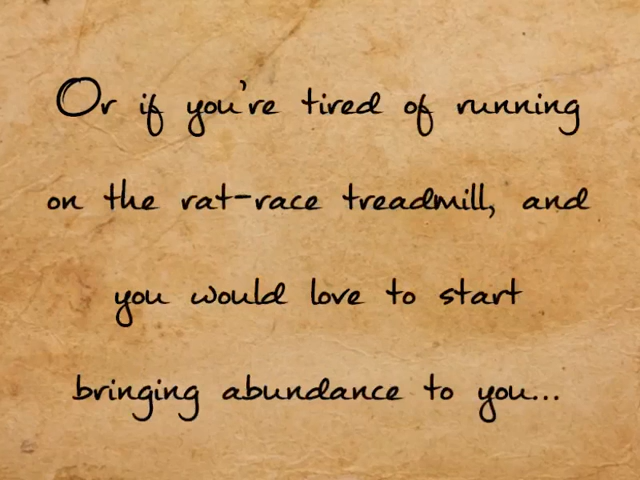 Or if you're tired of running
on the rat-race treadmill, and
you would love to start
bringing abundance to you...